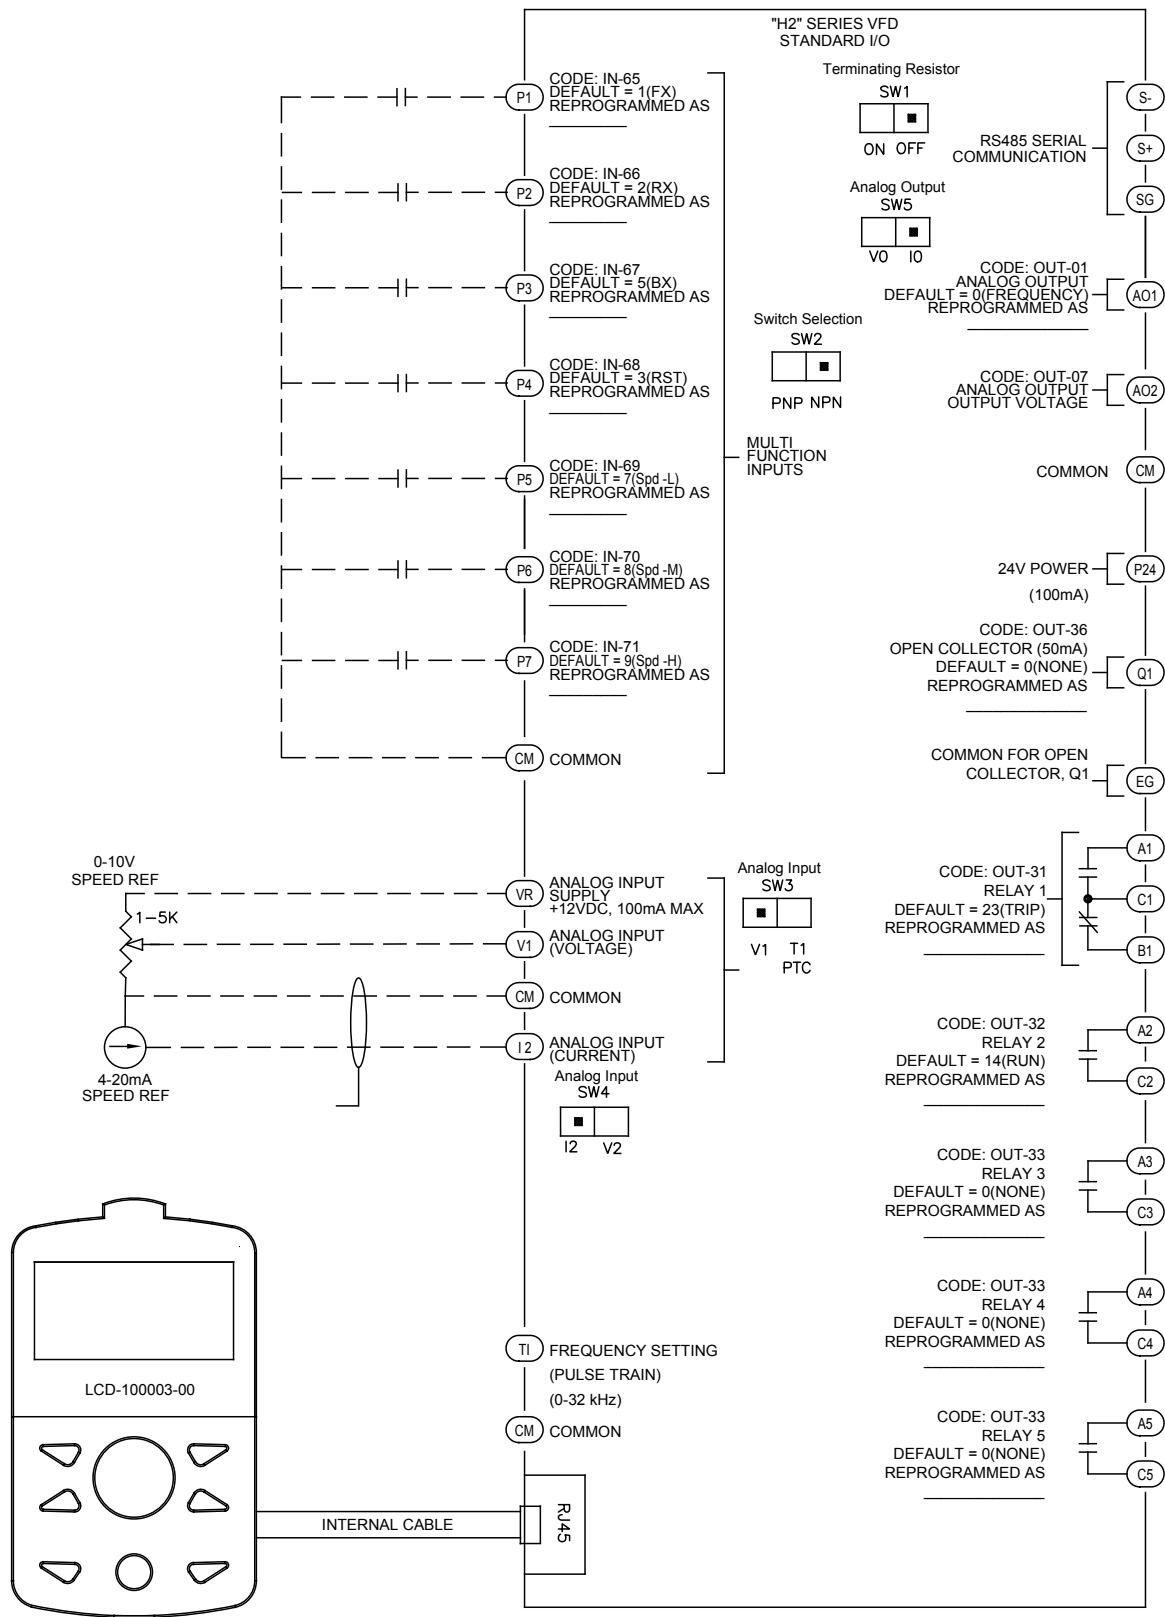 "H2" SERIES VFD
STANDARD I/O
P1
CODE: IN-65
DEFAULT = 1(FX)
REPROGRAMMED AS
P2
CODE: IN-66
DEFAULT = 2(RX)
REPROGRAMMED AS
P3
CODE: IN-67
DEFAULT = 5(BX)
REPROGRAMMED AS
P4
CODE: IN-68
DEFAULT = 3(RST)
REPROGRAMMED AS
P5
CODE: IN-69
DEFAULT = 7(Spd -L)
REPROGRAMMED AS
P6
CODE: IN-70
DEFAULT = 8(Spd -M)
REPROGRAMMED AS
P7
CODE: IN-71
DEFAULT = 9(Spd -H)
REPROGRAMMED AS
CM
COMMON
MULTI
FUNCTION
INPUTS
Terminating Resistor
SW1
ON OFF
Analog Output
SW5
VO IO
Switch Selection
SW2
PNP NPN
S-
S+
SG
RS485 SERIAL
COMMUNICATION
CODE: OUT-01
ANALOG OUTPUT
DEFAULT = 0(FREQUENCY)
REPROGRAMMED AS
AO1
CODE: OUT-07
ANALOG OUTPUT
OUTPUT VOLTAGE
AO2
COMMON
CM
24V POWER
(100mA)
P24
CODE: OUT-36
OPEN COLLECTOR (50mA)
DEFAULT = 0(NONE)
REPROGRAMMED AS
Q1
COMMON FOR OPEN
COLLECTOR, Q1
EG
0-10V
SPEED REF
1-5K
4-20mA
SPEED REF
VR
ANALOG INPUT
SUPPLY
+12VDC, 100mA MAX
V1
ANALOG INPUT
(VOLTAGE)
CM
COMMON
I 2
ANALOG INPUT
(CURRENT)
Analog Input
SW4
I2 V2
Analog Input
SW3
V1 T1
PTC
CODE: OUT-31
RELAY 1
DEFAULT = 23(TRIP)
REPROGRAMMED AS
A1
C1
B1
CODE: OUT-32
RELAY 2
DEFAULT = 14(RUN)
REPROGRAMMED AS
A2
C2
CODE: OUT-33
RELAY 3
DEFAULT = 0(NONE)
REPROGRAMMED AS
A3
C3
CODE: OUT-33
RELAY 4
DEFAULT = 0(NONE)
REPROGRAMMED AS
A4
C4
CODE: OUT-33
RELAY 5
DEFAULT = 0(NONE)
REPROGRAMMED AS
A5
C5
TI
FREQUENCY SETTING
(PULSE TRAIN)
(0-32 kHz)
CM
COMMON
LCD-100003-00
INTERNAL CABLE
RJ45